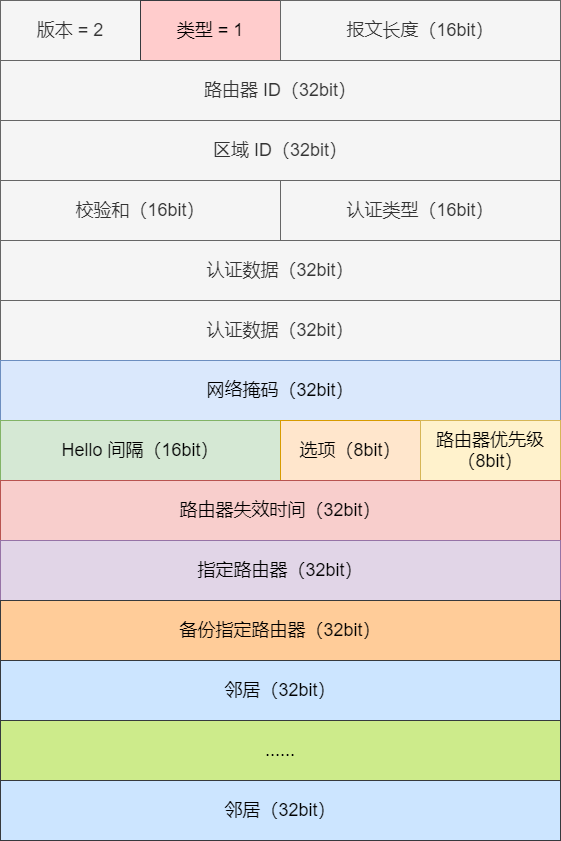 版本 = 2 类型 = 1 报文长度（16bit）
路由器 ID（32bit）
区域 ID（32bit）
校验和（16bit） 认证类型（16bit）
认证数据（32bit）
认证数据（32bit）
网络掩码（32bit）
Hello 间隔（16bit） 选项（8bit） 路由器优先级
（8bit）
路由器失效时间（32bit）
指定路由器（32bit）
备份指定路由器（32bit）
邻居（32bit）
......
邻居（32bit）